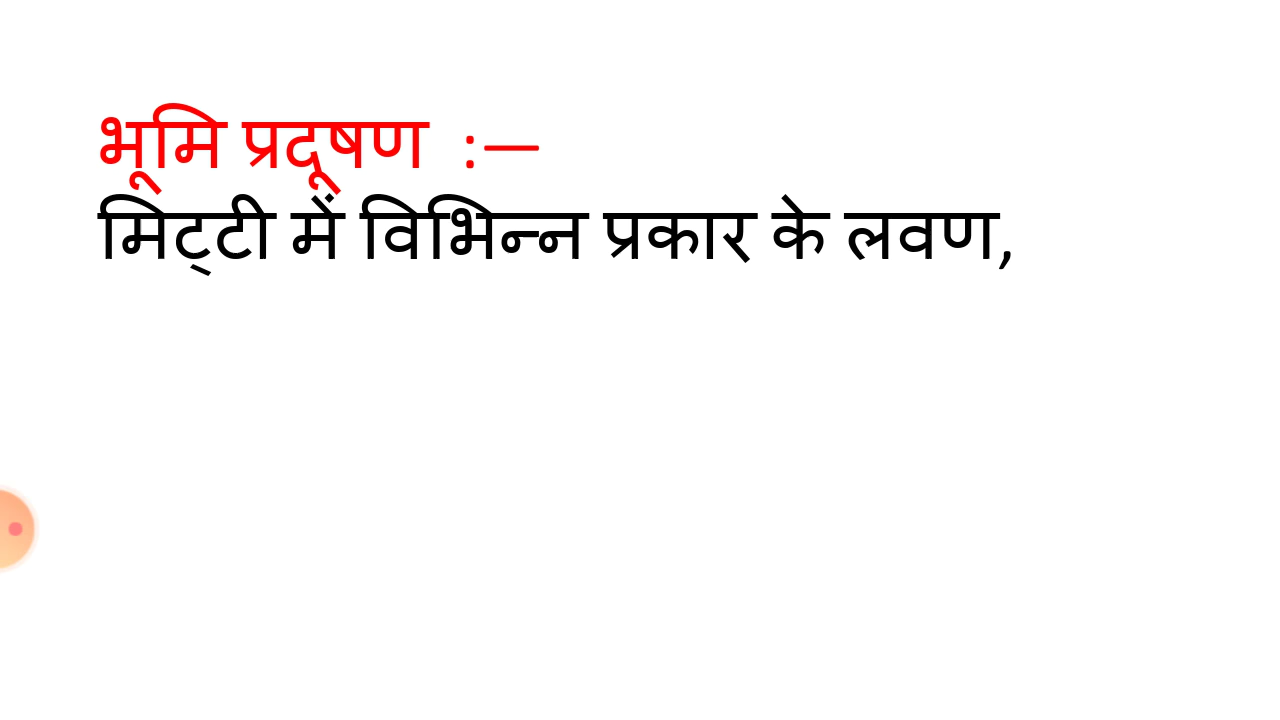 भूमि प्रदूषण :—
मिट्टी में विभिन्न प्रकार के लवण,